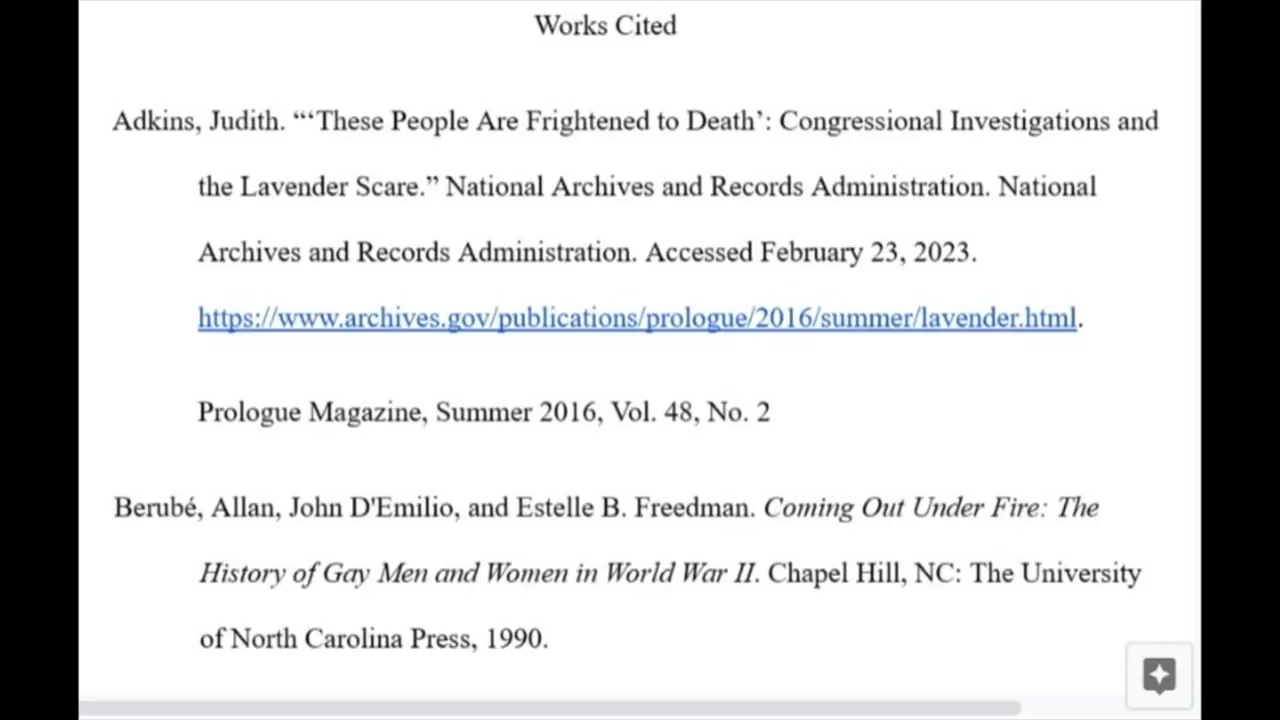 Works Cited
Adkins, Judith. “‘These People Are Frightened to Death’: Congressional Investigations and
the Lavender Scare.” National Archives and Records Administration. National
Archives and Records Administration. Accessed February 23, 2023.
https://www.archives.gov/publications/prologue/2016/summer/lavender.html.
Prologue Magazine, Summer 2016, Vol. 48, No. 2
Berubé, Allan, John D'Emilio, and Estelle B. Freedman. Coming Out Under Fire: The
History of Gay Men and Women in World War II. Chapel Hill, NC: The University
of North Carolina Press, 1990.